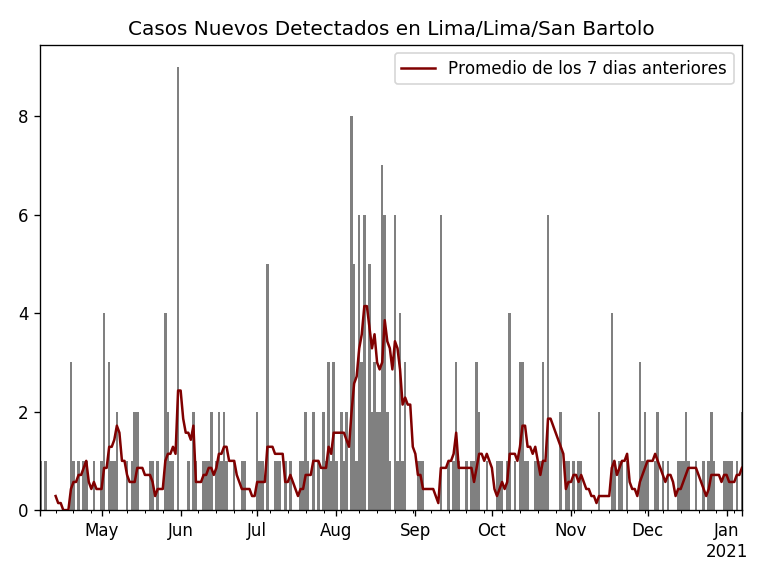 Casos Nuevos Detectados en Lima/Lima/San Bartolo
Promedio de los 7 dias anteriores
8
6
4
2
0
May Jun Jul Aug Sep Oct Nov Dec Jan
2021